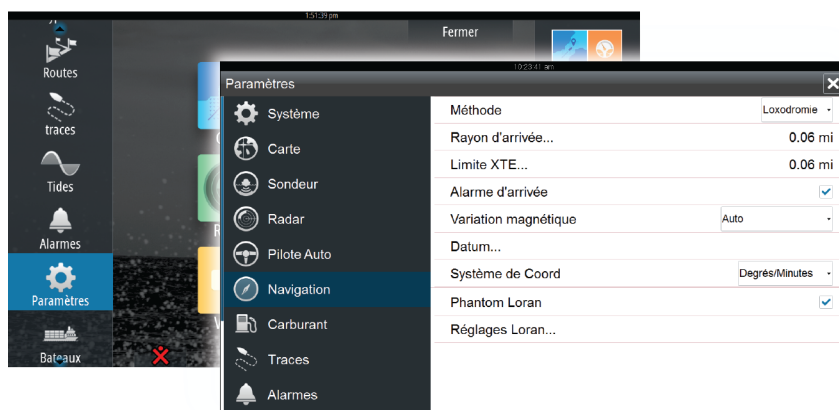 1:51:39 pm
Fermer
Routes
traces
Tides
Alarmes
Paramètres
Bateaux
10:23:41 am
Paramètres
Système
Carte
Sondeur
Radar
Pilote Auto
Navigation
Carburant
Traces
Alarmes
Méthode Loxodromie
Rayon d'arrivée... 0.06 mi
Limite XTE... 0.06 mi
Alarme d'arrivée
Variation magnétique Auto
Datum...
Système de Coord Degrés/Minutes
Phantom Loran
Réglages Loran...